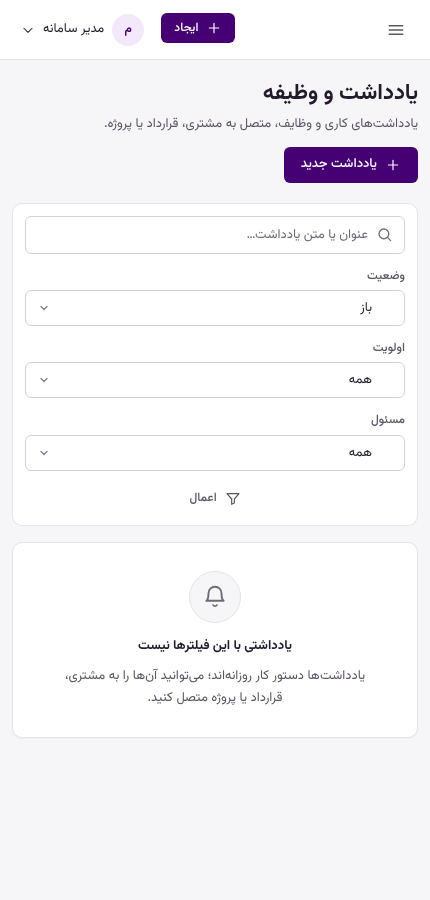 ایجاد
م
مدیر سامانه
یادداشت و وظیفه
یادداشت‌های کاری و وظایف، متصل به مشتری، قرارداد یا پروژه.
یادداشت جدید
عنوان یا متن یادداشت...
وضعیت
باز
اولویت
همه
مسئول
همه
اعمال
یادداشتی با این فیلترها نیست
یادداشت‌ها دستور کار روزانه‌اند؛ می‌توانید آن‌ها را به مشتری،
قرارداد یا پروژه متصل کنید.